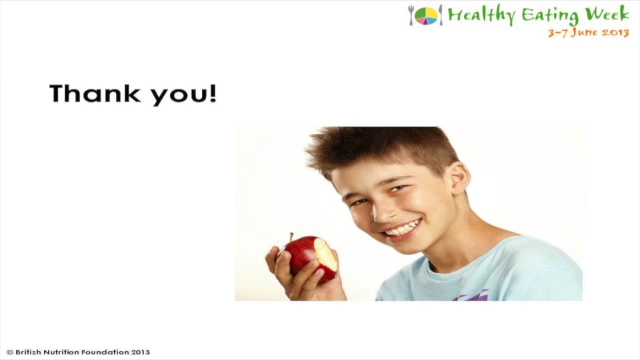 Healthy Eating Week
3-7 June 2013
Thank you!
© British Nutrition Foundation 2013